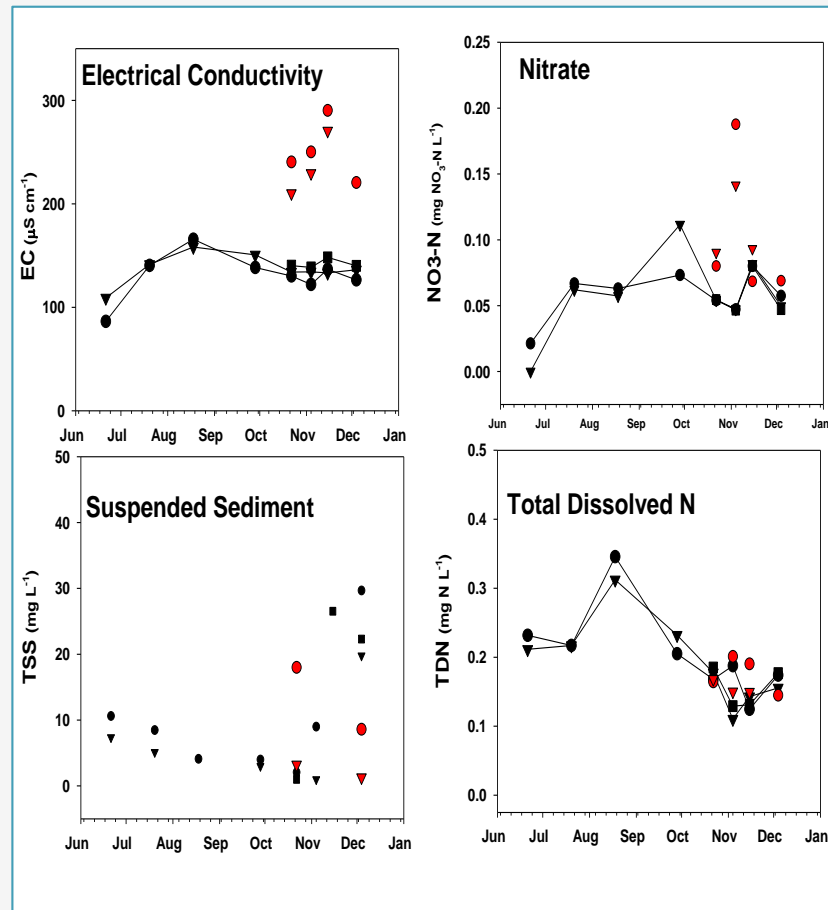 Electrical Conductivity
EC (µS cm⁻¹)
300
200
100
0
Jun Jul Aug Sep Oct Nov Dec Jan
Nitrate
NO3-N (mg NO₃-N L⁻¹)
0.25
0.20
0.15
0.10
0.05
0.00
Jun Jul Aug Sep Oct Nov Dec Jan
Suspended Sediment
TSS (mg L⁻¹)
50
40
30
20
10
0
Jun Jul Aug Sep Oct Nov Dec Jan
Total Dissolved N
TDN (mg N L⁻¹)
0.5
0.4
0.3
0.2
0.1
0.0
Jun Jul Aug Sep Oct Nov Dec Jan